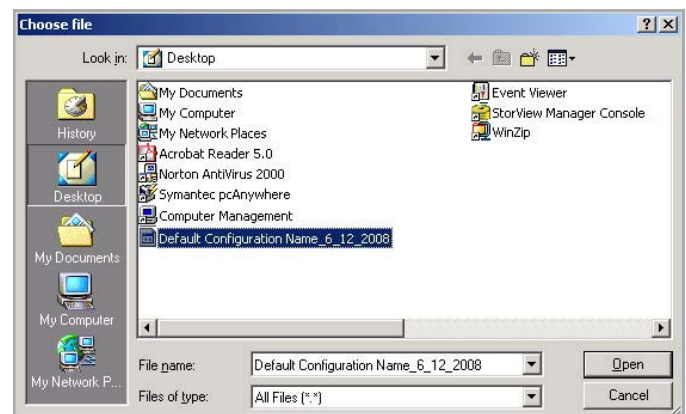 Choose file
Look in: Desktop
History
Desktop
My Documents
My Computer
My Network P...
My Documents
My Computer
My Network Places
Acrobat Reader 5.0
Norton AntiVirus 2000
Symantec pcAnywhere
Computer Management
Default Configuration Name_6_12_2008
Event Viewer
StorView Manager Console
WinZip
File name: Default Configuration Name_6_12_2008 Open
Files of type: All Files (*.*) Cancel